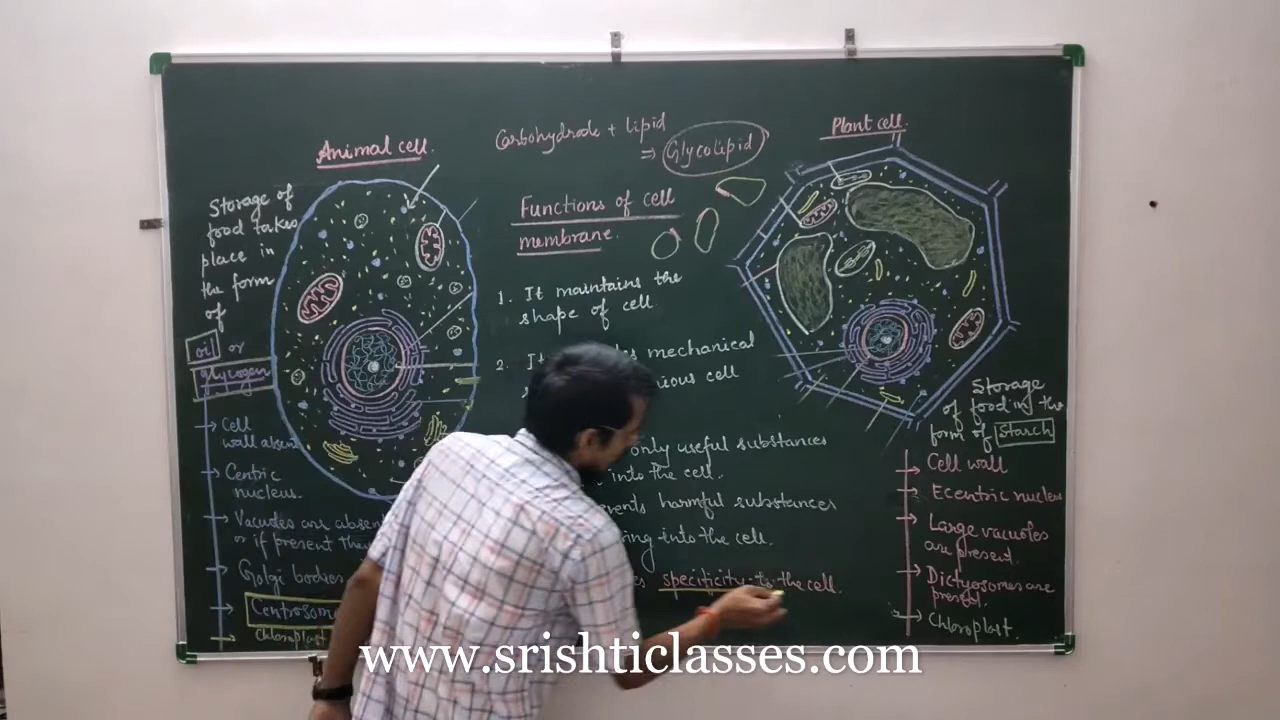 Animal cell.
Storage of
food takes
place in
the form
of
oil or
glycogen
Cell
wall absent
Centric
nucleus.
Vacuoles are absent
or if present they
Golgi bodies
Centrosome
Chloroplast
Carbohydrade + Lipid
⇒ Glycolipid
Functions of cell
membrane.
1. It maintains the
shape of cell.
2. It mechanical
cell
only useful substances
into the cell.
harmful substances
into the cell.
specificity to the cell.
Plant cell.
Storage
of food in the
form of Starch
Cell wall
Ecentric nucleus
Large vacuoles
are present.
Dictyosomes are
present.
Chloroplast.
www.srishticlasses.com